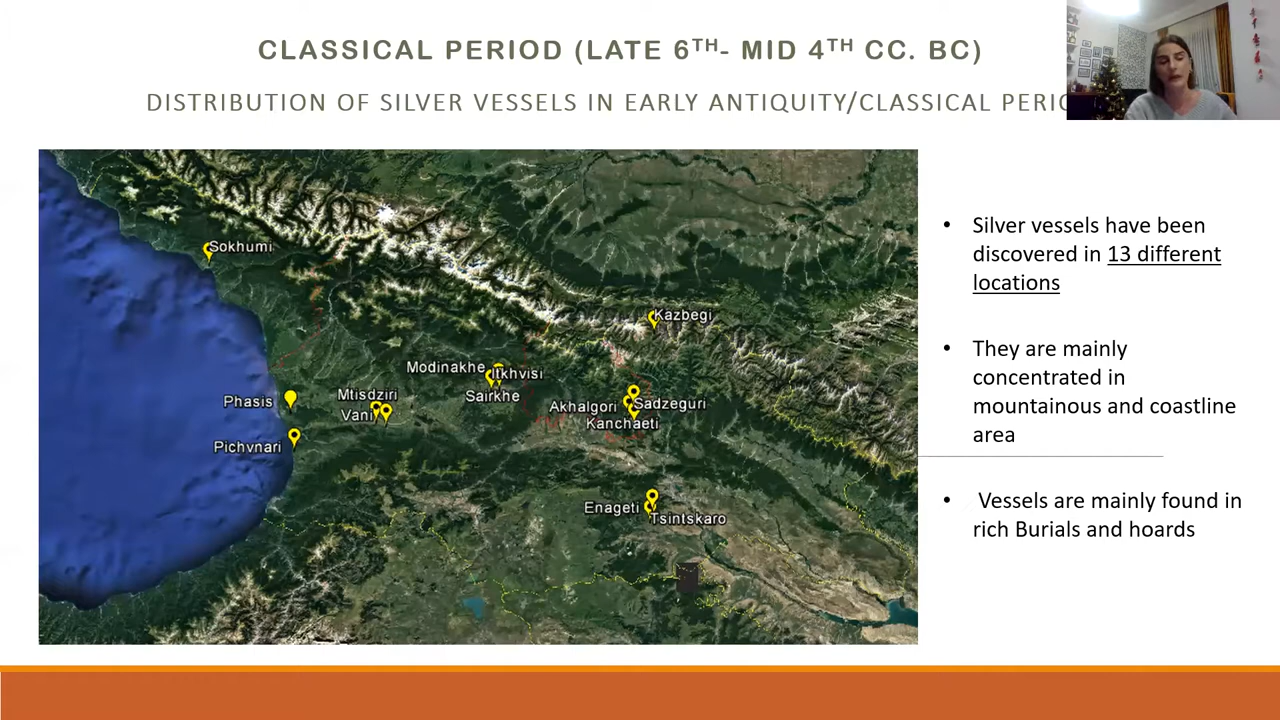 CLASSICAL PERIOD (LATE 6TH- MID 4TH CC. BC)
DISTRIBUTION OF SILVER VESSELS IN EARLY ANTIQUITY/CLASSICAL
Sokhumi
Kazbegi
Modinakhe
Itkhvisi
Sairkhe
Mtisdziri
Vani
Phasis
Pichvnari
Akhalgori
Sadzeguri
Kanchaeti
Enageti
Tsintskaro
• Silver vessels have been
discovered in 13 different
locations
• They are mainly
concentrated in
mountainous and coastline
area
• Vessels are mainly found in
rich Burials and hoards